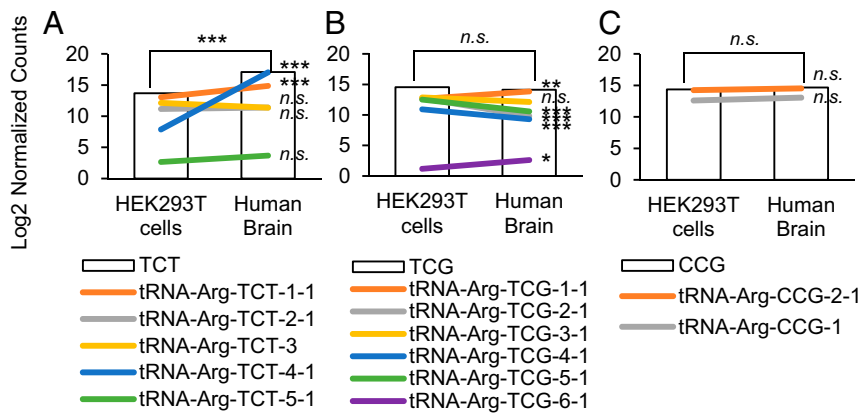 A
B
C
Log2 Normalized Counts
20
15
10
5
0
***
***
***
n.s.
n.s.
n.s.
HEK293T cells
Human Brain
TCT
tRNA-Arg-TCT-1-1
tRNA-Arg-TCT-2-1
tRNA-Arg-TCT-3
tRNA-Arg-TCT-4-1
tRNA-Arg-TCT-5-1
20
15
10
5
0
n.s.
**
n.s.
***
***
***
*
HEK293T cells
Human Brain
TCG
tRNA-Arg-TCG-1-1
tRNA-Arg-TCG-2-1
tRNA-Arg-TCG-3-1
tRNA-Arg-TCG-4-1
tRNA-Arg-TCG-5-1
tRNA-Arg-TCG-6-1
20
15
10
5
0
n.s.
n.s.
n.s.
HEK293T cells
Human Brain
CCG
tRNA-Arg-CCG-2-1
tRNA-Arg-CCG-1